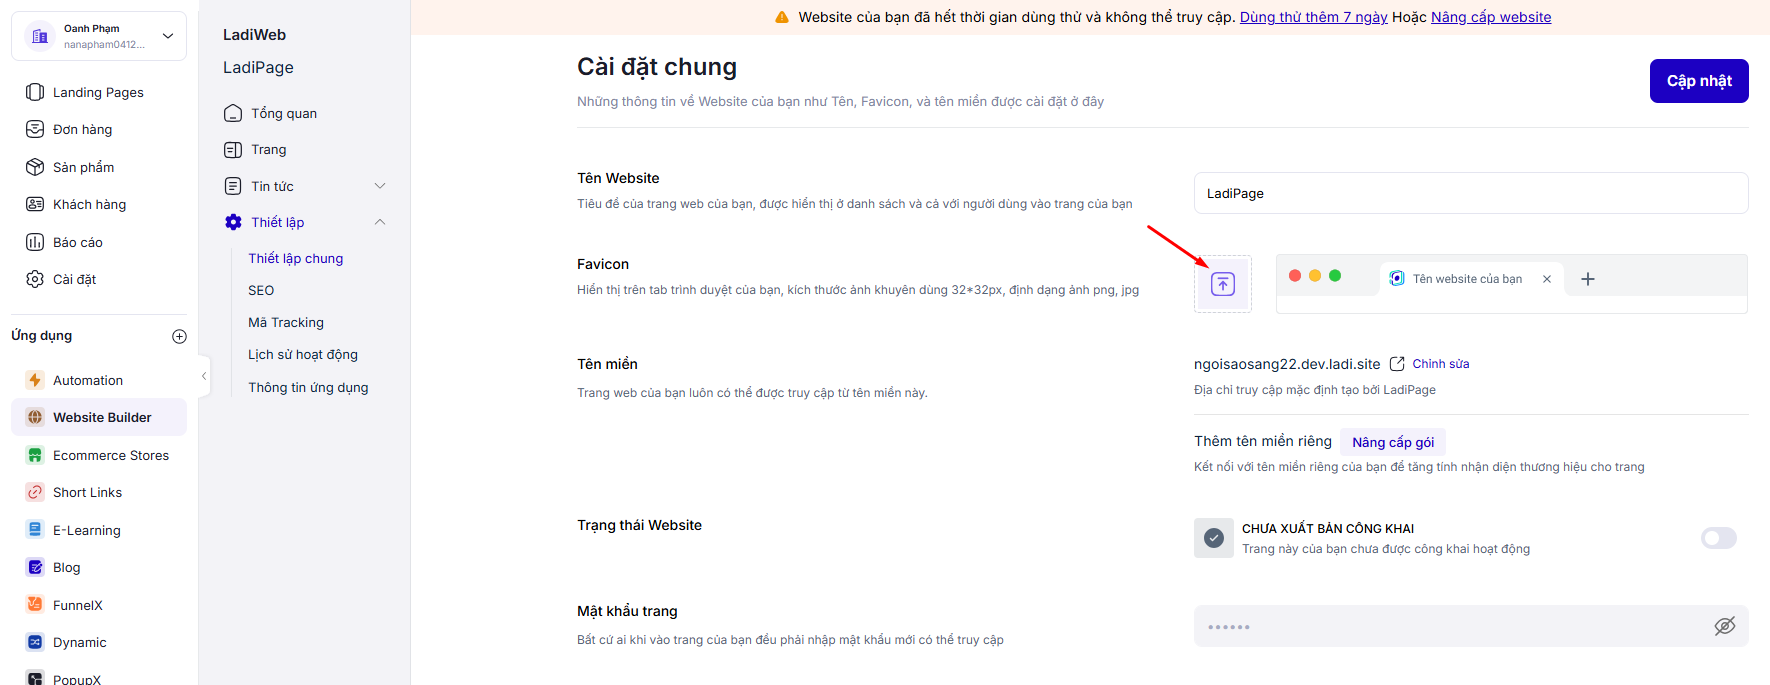 Oanh Phạm
nanapham0412...
Landing Pages
Đơn hàng
Sản phẩm
Khách hàng
Báo cáo
Cài đặt
Ứng dụng
Automation
Website Builder
Ecommerce Stores
Short Links
E-Learning
Blog
FunnelX
Dynamic
PopupX
LadiWeb
LadiPage
Tổng quan
Trang
Tin tức
Thiết lập
Thiết lập chung
SEO
Mã Tracking
Lịch sử hoạt động
Thông tin ứng dụng
Website của bạn đã hết thời gian dùng thử và không thể truy cập. Dùng thử thêm 7 ngày Hoặc Nâng cấp website
Cài đặt chung
Những thông tin về Website của bạn như Tên, Favicon, và tên miền được cài đặt ở đây
Cập nhật
Tên Website
Tiêu đề của trang web của bạn, được hiển thị ở danh sách và cả với người dùng vào trang của bạn
LadiPage
Favicon
Hiển thị trên tab trình duyệt của bạn, kích thước ảnh khuyên dùng 32*32px, định dạng ảnh png, jpg
Tên website của bạn
Tên miền
Trang web của bạn luôn có thể được truy cập từ tên miền này.
ngoisaosang22.dev.ladi.site Chỉnh sửa
Địa chỉ truy cập mặc định tạo bởi LadiPage
Thêm tên miền riêng Nâng cấp gói
Kết nối với tên miền riêng của bạn để tăng tính nhận diện thương hiệu cho trang
Trạng thái Website
CHƯA XUẤT BẢN CÔNG KHAI
Trang này của bạn chưa được công khai hoạt động
Mật khẩu trang
Bất cứ ai khi vào trang của bạn đều phải nhập mật khẩu mới có thể truy cập